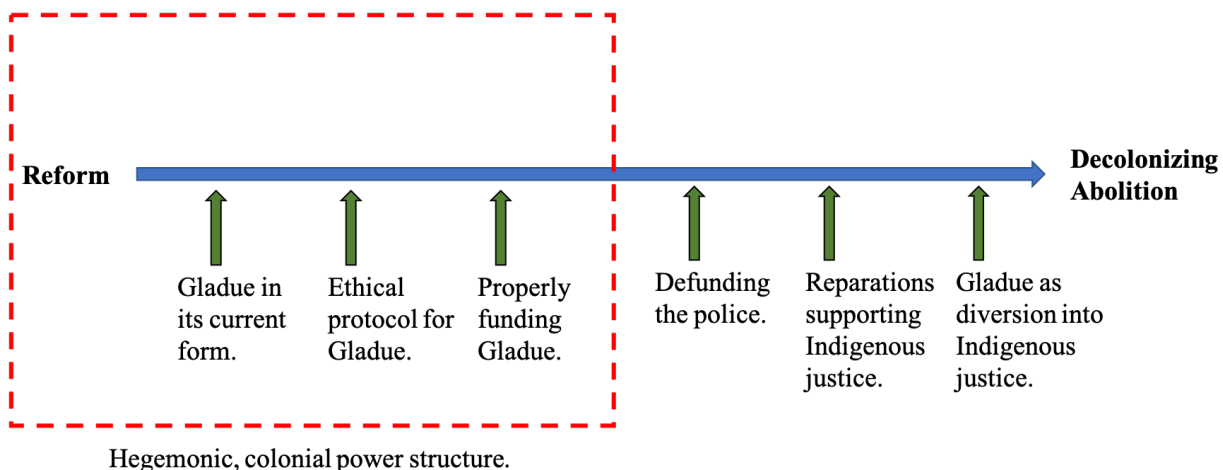 Reform
Decolonizing
Abolition
Gladue in
its current
form.
Ethical
protocol for
Gladue.
Properly
funding
Gladue.
Defunding
the police.
Reparations
supporting
Indigenous
justice.
Gladue as
diversion into
Indigenous
justice.
Hegemonic, colonial power structure.